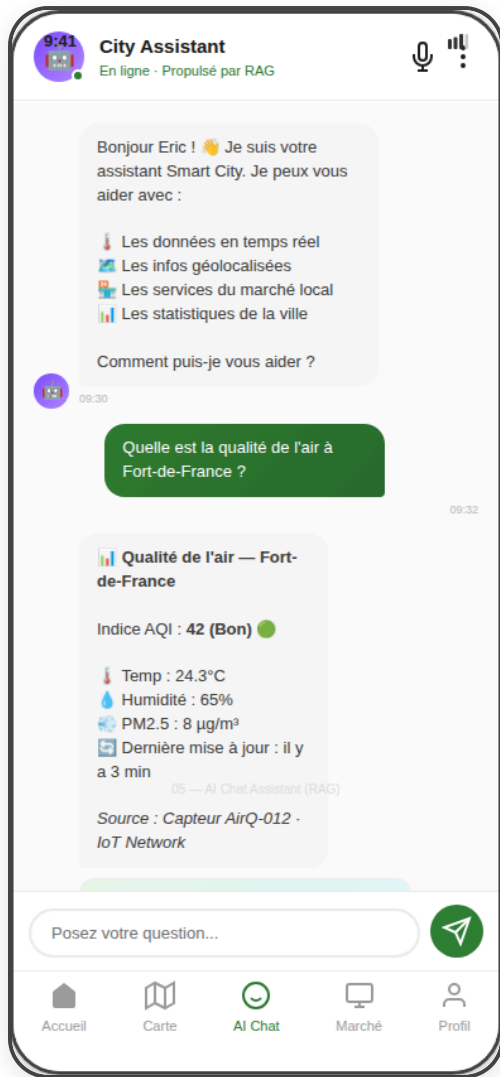 9:41
City Assistant
En ligne · Propulsé par RAG
Bonjour Eric ! 👋 Je suis votre
assistant Smart City. Je peux vous
aider avec :
🌡️ Les données en temps réel
🗺️ Les infos géolocalisées
🏪 Les services du marché local
📊 Les statistiques de la ville
Comment puis-je vous aider ?
09:30
Quelle est la qualité de l'air à
Fort-de-France ?
09:32
📊 Qualité de l'air — Fort-
de-France
Indice AQI : 42 (Bon) 🟢
🌡️ Temp : 24.3°C
💧 Humidité : 65%
💨 PM2.5 : 8 µg/m³
🔄 Dernière mise à jour : il y
a 3 min
05 — AI Chat Assistant (RAG)
Source : Capteur AirQ-012 ·
IoT Network
Posez votre question...
Accueil
Carte
AI Chat
Marché
Profil